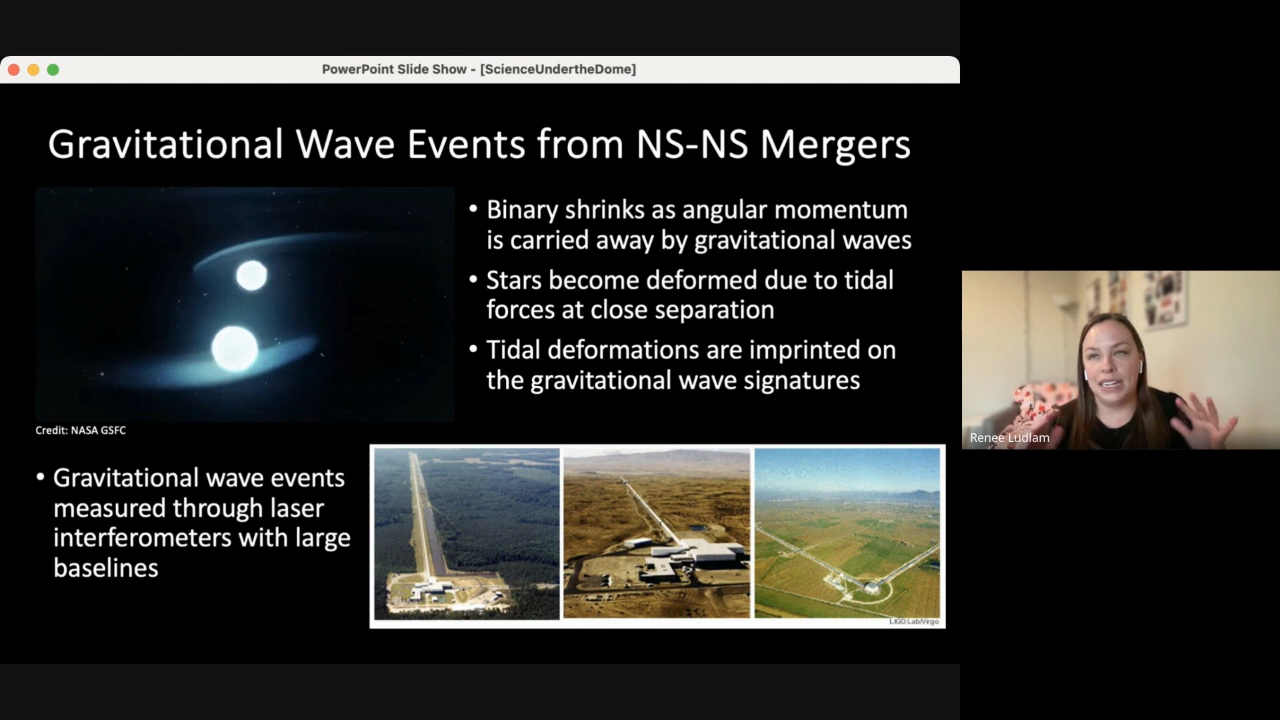 PowerPoint Slide Show - [ScienceUndertheDome]
Gravitational Wave Events from NS-NS Mergers
• Binary shrinks as angular momentum
is carried away by gravitational waves
• Stars become deformed due to tidal
forces at close separation
• Tidal deformations are imprinted on
the gravitational wave signatures
Credit: NASA GSFC
• Gravitational wave events
measured through laser
interferometers with large
baselines
LIGO Lab/Virgo
Renee Ludlam